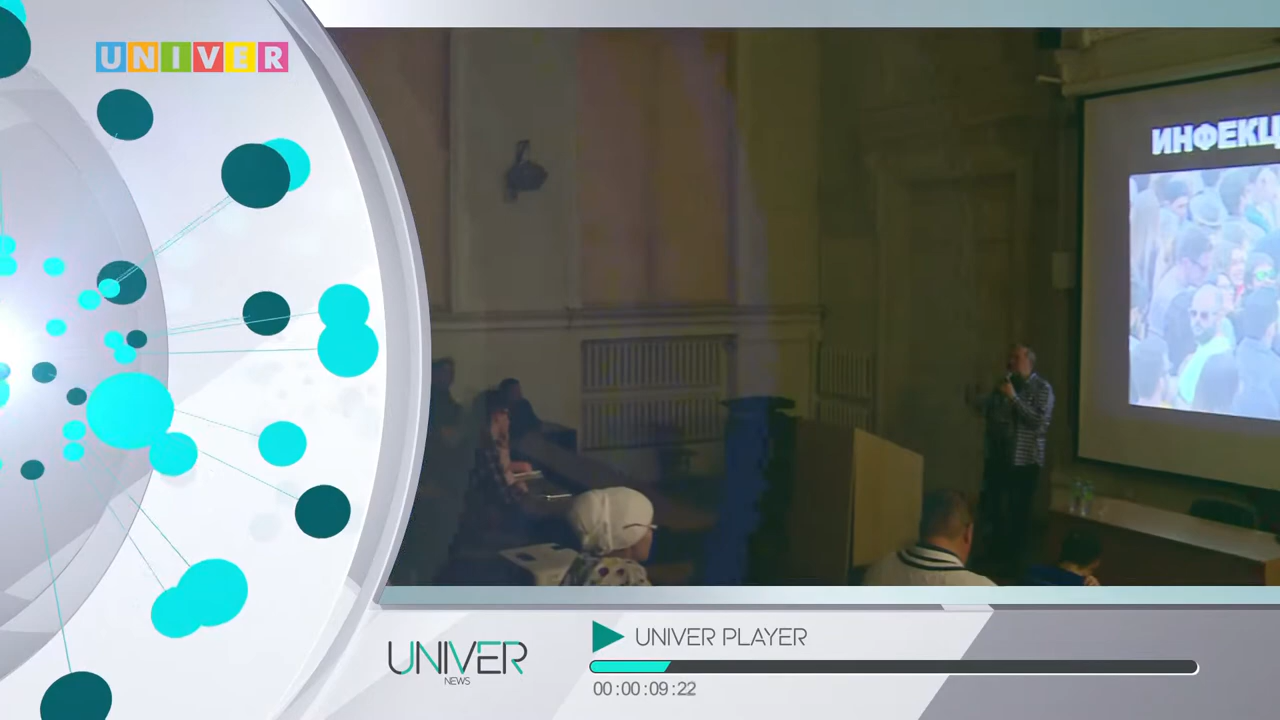 UNIVER
ИНФЕКЦ
UNIVER
NEWS
UNIVER PLAYER
00:00:09:22